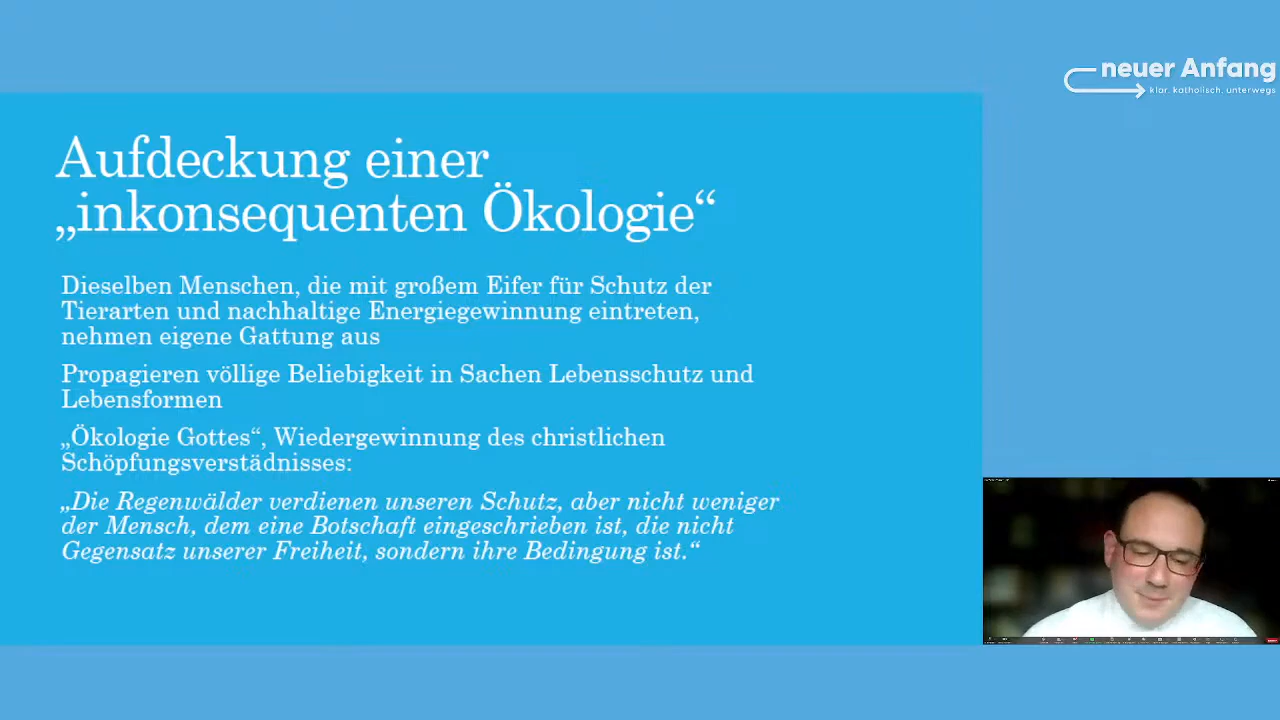 neuer Anfang
klar. katholisch. unterwegs
Aufdeckung einer
„inkonsequenten Ökologie“
Dieselben Menschen, die mit großem Eifer für Schutz der
Tierarten und nachhaltige Energiegewinnung eintreten,
nehmen eigene Gattung aus
Propagieren völlige Beliebigkeit in Sachen Lebensschutz und
Lebensformen
„Ökologie Gottes“, Wiedergewinnung des christlichen
Schöpfungsverstädnisses:
„Die Regenwälder verdienen unseren Schutz, aber nicht weniger
der Mensch, dem eine Botschaft eingeschrieben ist, die nicht
Gegensatz unserer Freiheit, sondern ihre Bedingung ist.“